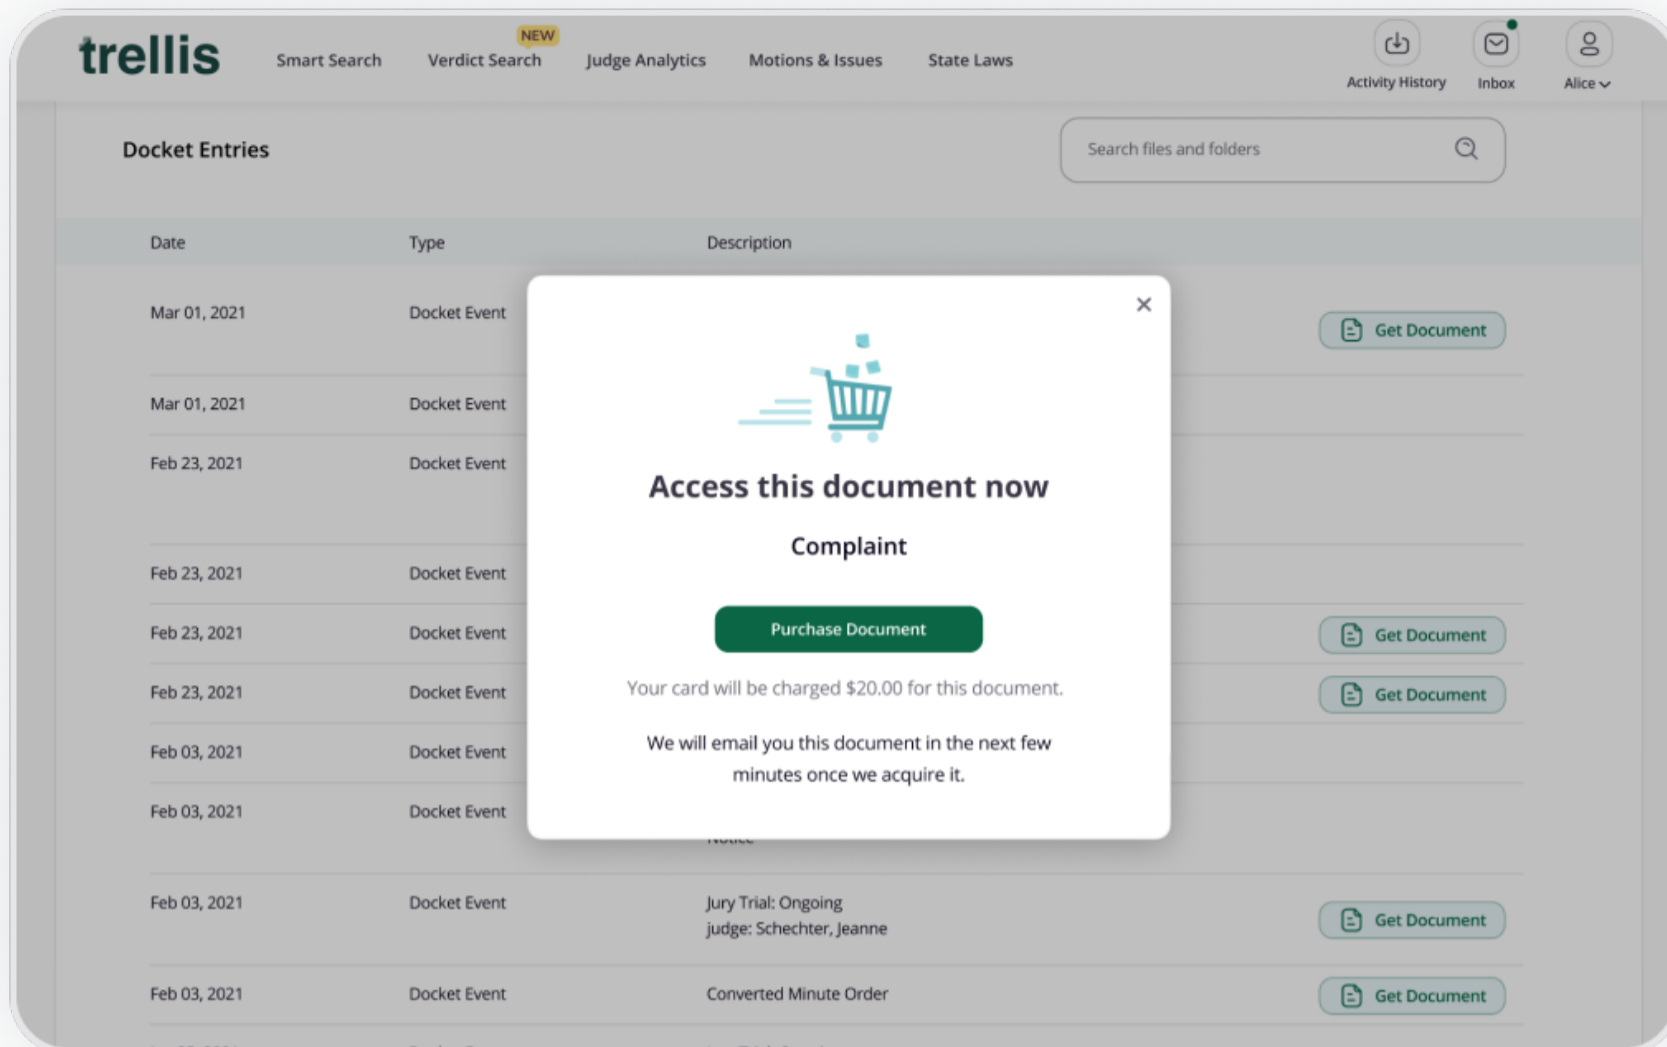 trellis
Smart Search
Verdict Search
NEW
Judge Analytics
Motions & Issues
State Laws
Activity History
Inbox
Alice
Docket Entries
Search files and folders
Date Type Description
Mar 01, 2021 Docket Event Get Document
Mar 01, 2021 Docket Event
Feb 23, 2021 Docket Event
Feb 23, 2021 Docket Event
Feb 23, 2021 Docket Event Get Document
Feb 23, 2021 Docket Event Get Document
Feb 03, 2021 Docket Event
Feb 03, 2021 Docket Event
Notice
Feb 03, 2021 Docket Event Jury Trial: Ongoing Get Document
judge: Schechter, Jeanne
Feb 03, 2021 Docket Event Converted Minute Order Get Document
Access this document now
Complaint
Purchase Document
Your card will be charged $20.00 for this document.
We will email you this document in the next few
minutes once we acquire it.